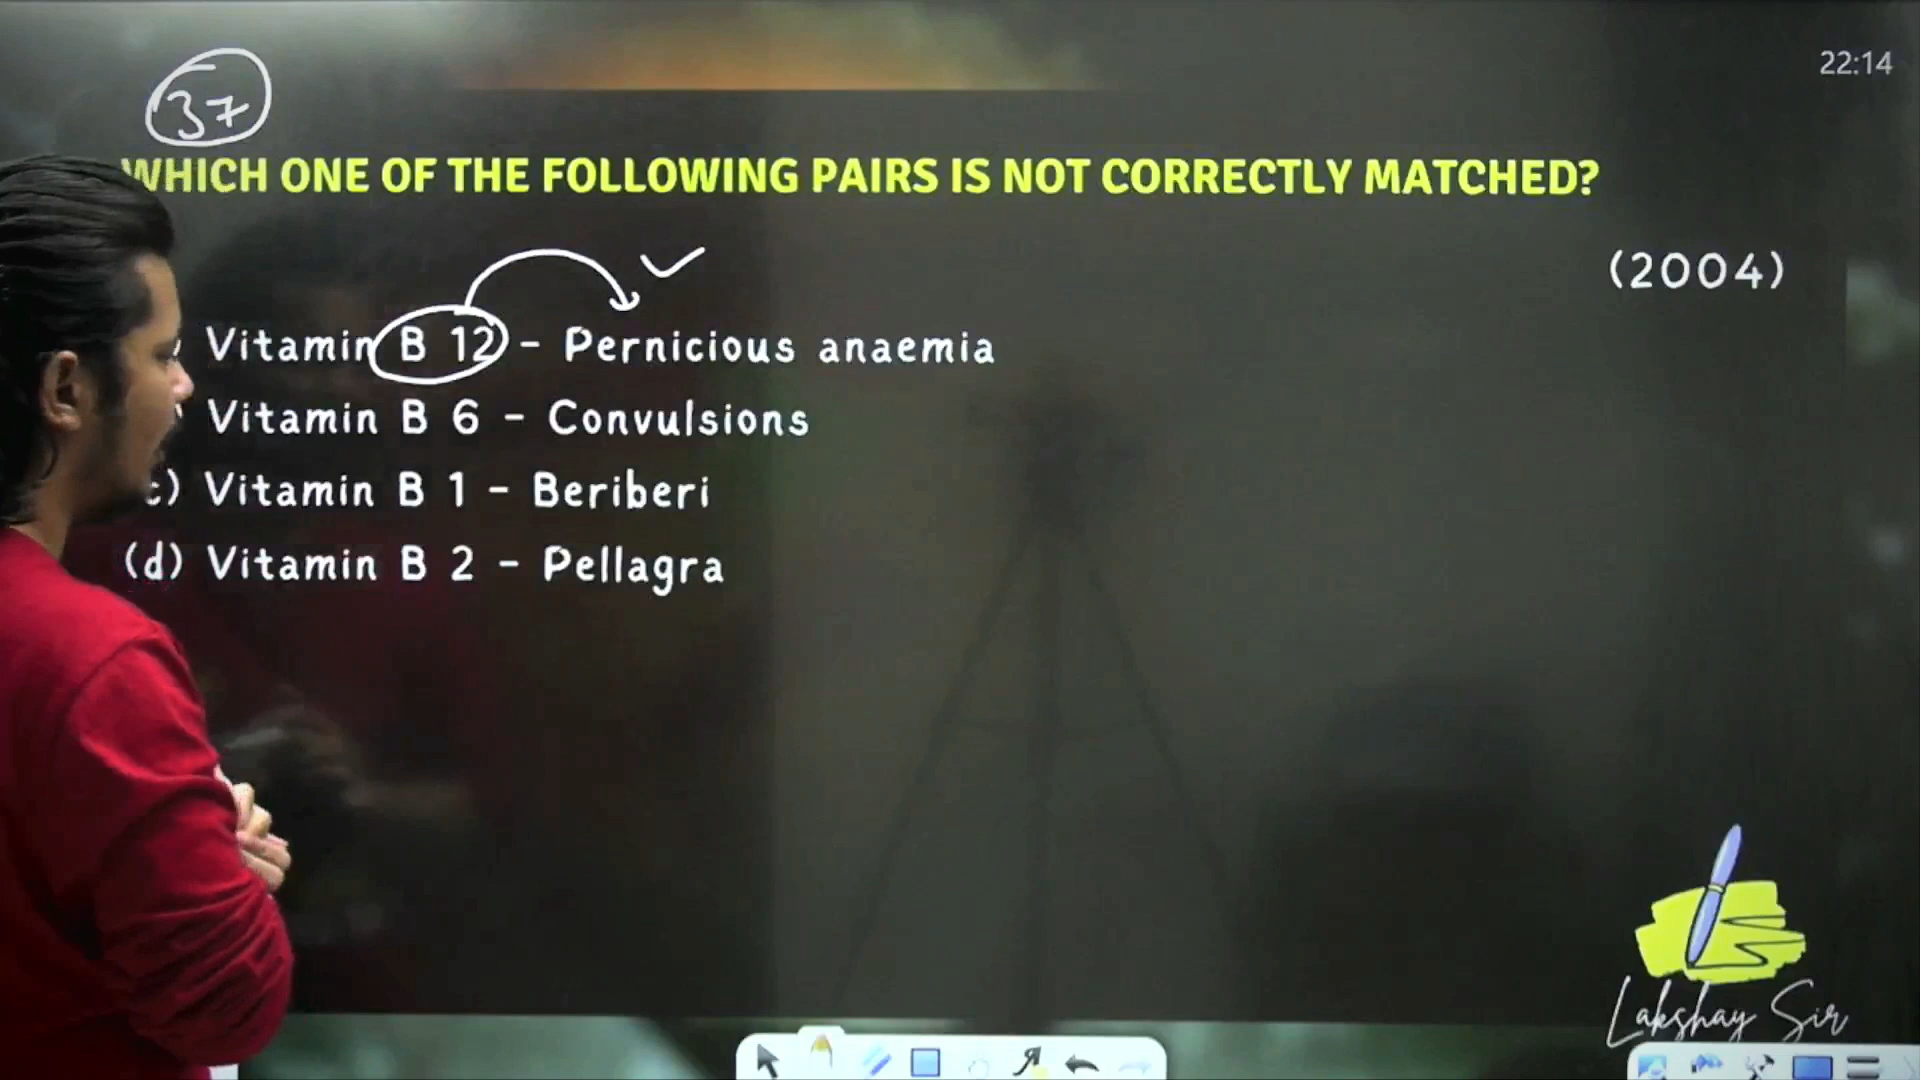 37
22:14
WHICH ONE OF THE FOLLOWING PAIRS IS NOT CORRECTLY MATCHED?
(2004)
) Vitamin B 12 - Pernicious anaemia
) Vitamin B 6 - Convulsions
c) Vitamin B 1 - Beriberi
(d) Vitamin B 2 - Pellagra
Lakshay Sir